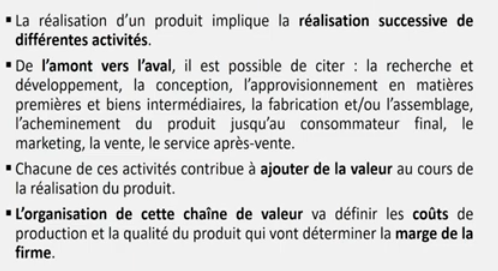 ▪ La réalisation d'un produit implique la réalisation successive de
différentes activités.
▪ De l'amont vers l'aval, il est possible de citer : la recherche et
développement, la conception, l'approvisionnement en matières
premières et biens intermédiaires, la fabrication et/ou l'assemblage,
l'acheminement du produit jusqu'au consommateur final, le
marketing, la vente, le service après-vente.
▪ Chacune de ces activités contribue à ajouter de la valeur au cours de
la réalisation du produit.
▪ L'organisation de cette chaîne de valeur va définir les coûts de
production et la qualité du produit qui vont déterminer la marge de la
firme.